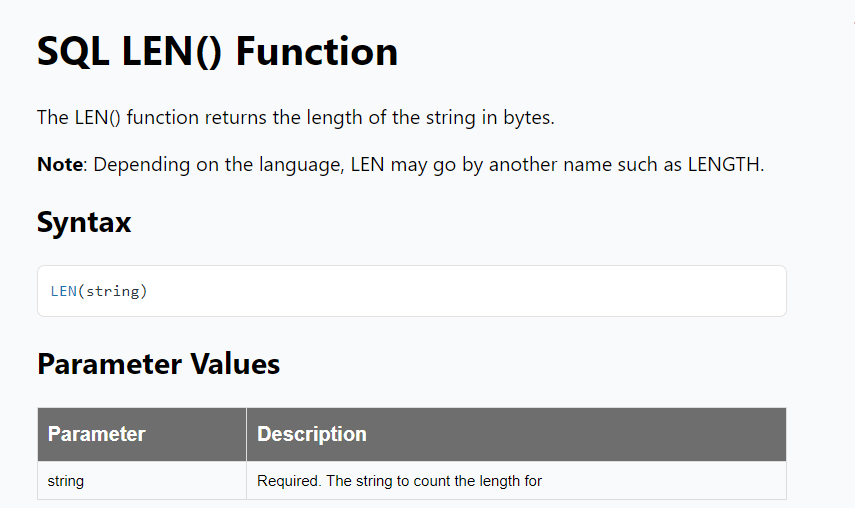 SQL LEN() Function
The LEN() function returns the length of the string in bytes.
Note: Depending on the language, LEN may go by another name such as LENGTH.
Syntax
LEN(string)
Parameter Values
Parameter Description
string Required. The string to count the length for